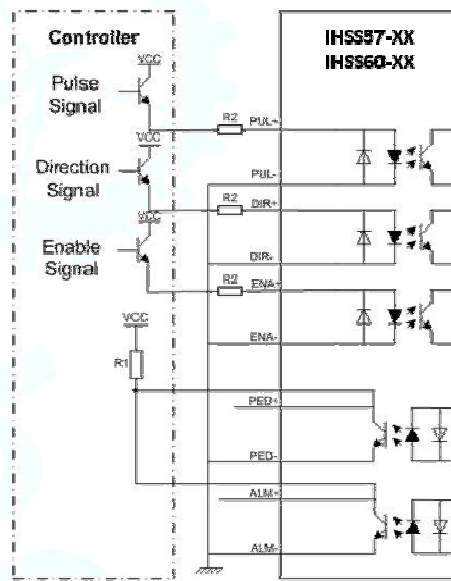 Controller
IHSS57-XX
IHSS60-XX
VCC
Pulse
Signal
R2
PUL+
VCC
Direction
Signal
PUL-
R2
DIR+
VCC
Enable
Signal
DIR-
R2
ENA+
VCC
ENA-
R1
PED+
PED-
ALM+
ALM-